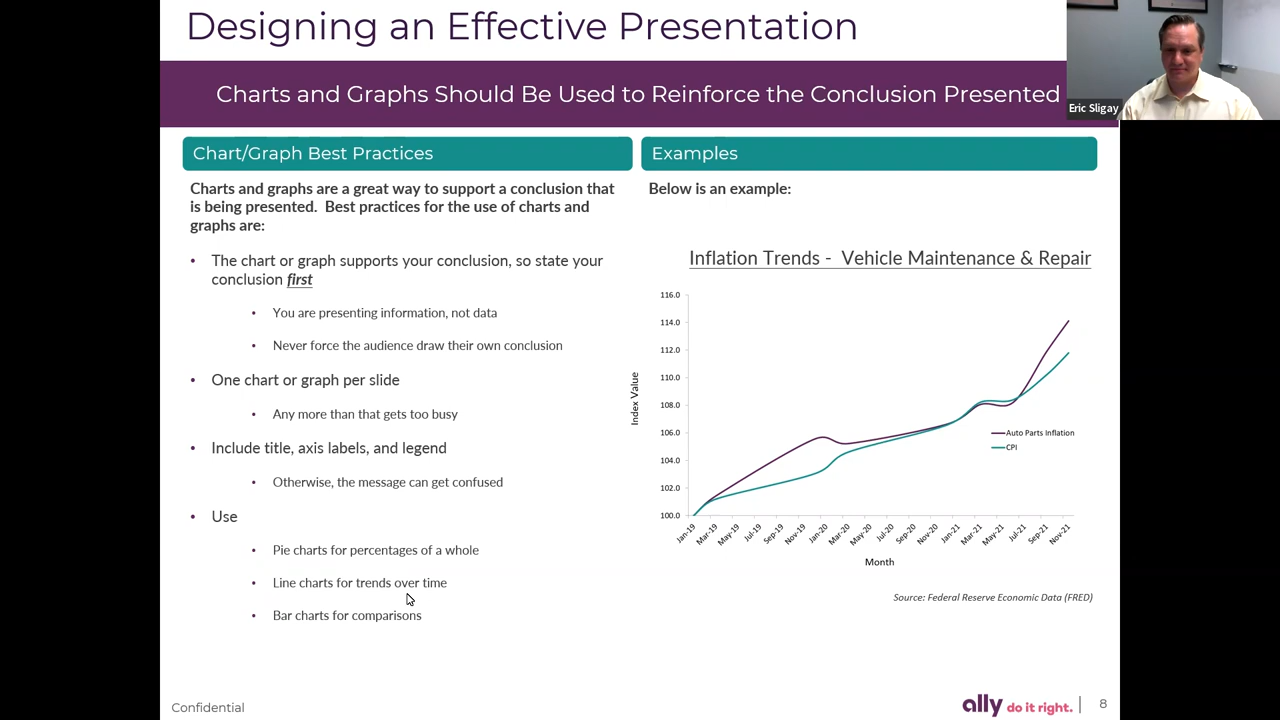 Designing an Effective Presentation
Charts and Graphs Should Be Used to Reinforce the Conclusion Presented
Eric Sligay
Chart/Graph Best Practices
Charts and graphs are a great way to support a conclusion that
is being presented. Best practices for the use of charts and
graphs are:
• The chart or graph supports your conclusion, so state your
conclusion first
• You are presenting information, not data
• Never force the audience draw their own conclusion
• One chart or graph per slide
• Any more than that gets too busy
• Include title, axis labels, and legend
• Otherwise, the message can get confused
• Use
• Pie charts for percentages of a whole
• Line charts for trends over time
• Bar charts for comparisons
Examples
Below is an example:
Inflation Trends - Vehicle Maintenance & Repair
116.0
114.0
112.0
110.0
108.0
106.0
104.0
102.0
100.0
Index Value
Auto Parts Inflation
CPI
Jan-19
Mar-19
May-19
Jul-19
Sep-19
Nov-19
Jan-20
Mar-20
May-20
Jul-20
Sep-20
Nov-20
Jan-21
Mar-21
May-21
Jul-21
Sep-21
Nov-21
Month
Source: Federal Reserve Economic Data (FRED)
Confidential
ally do it right.
8